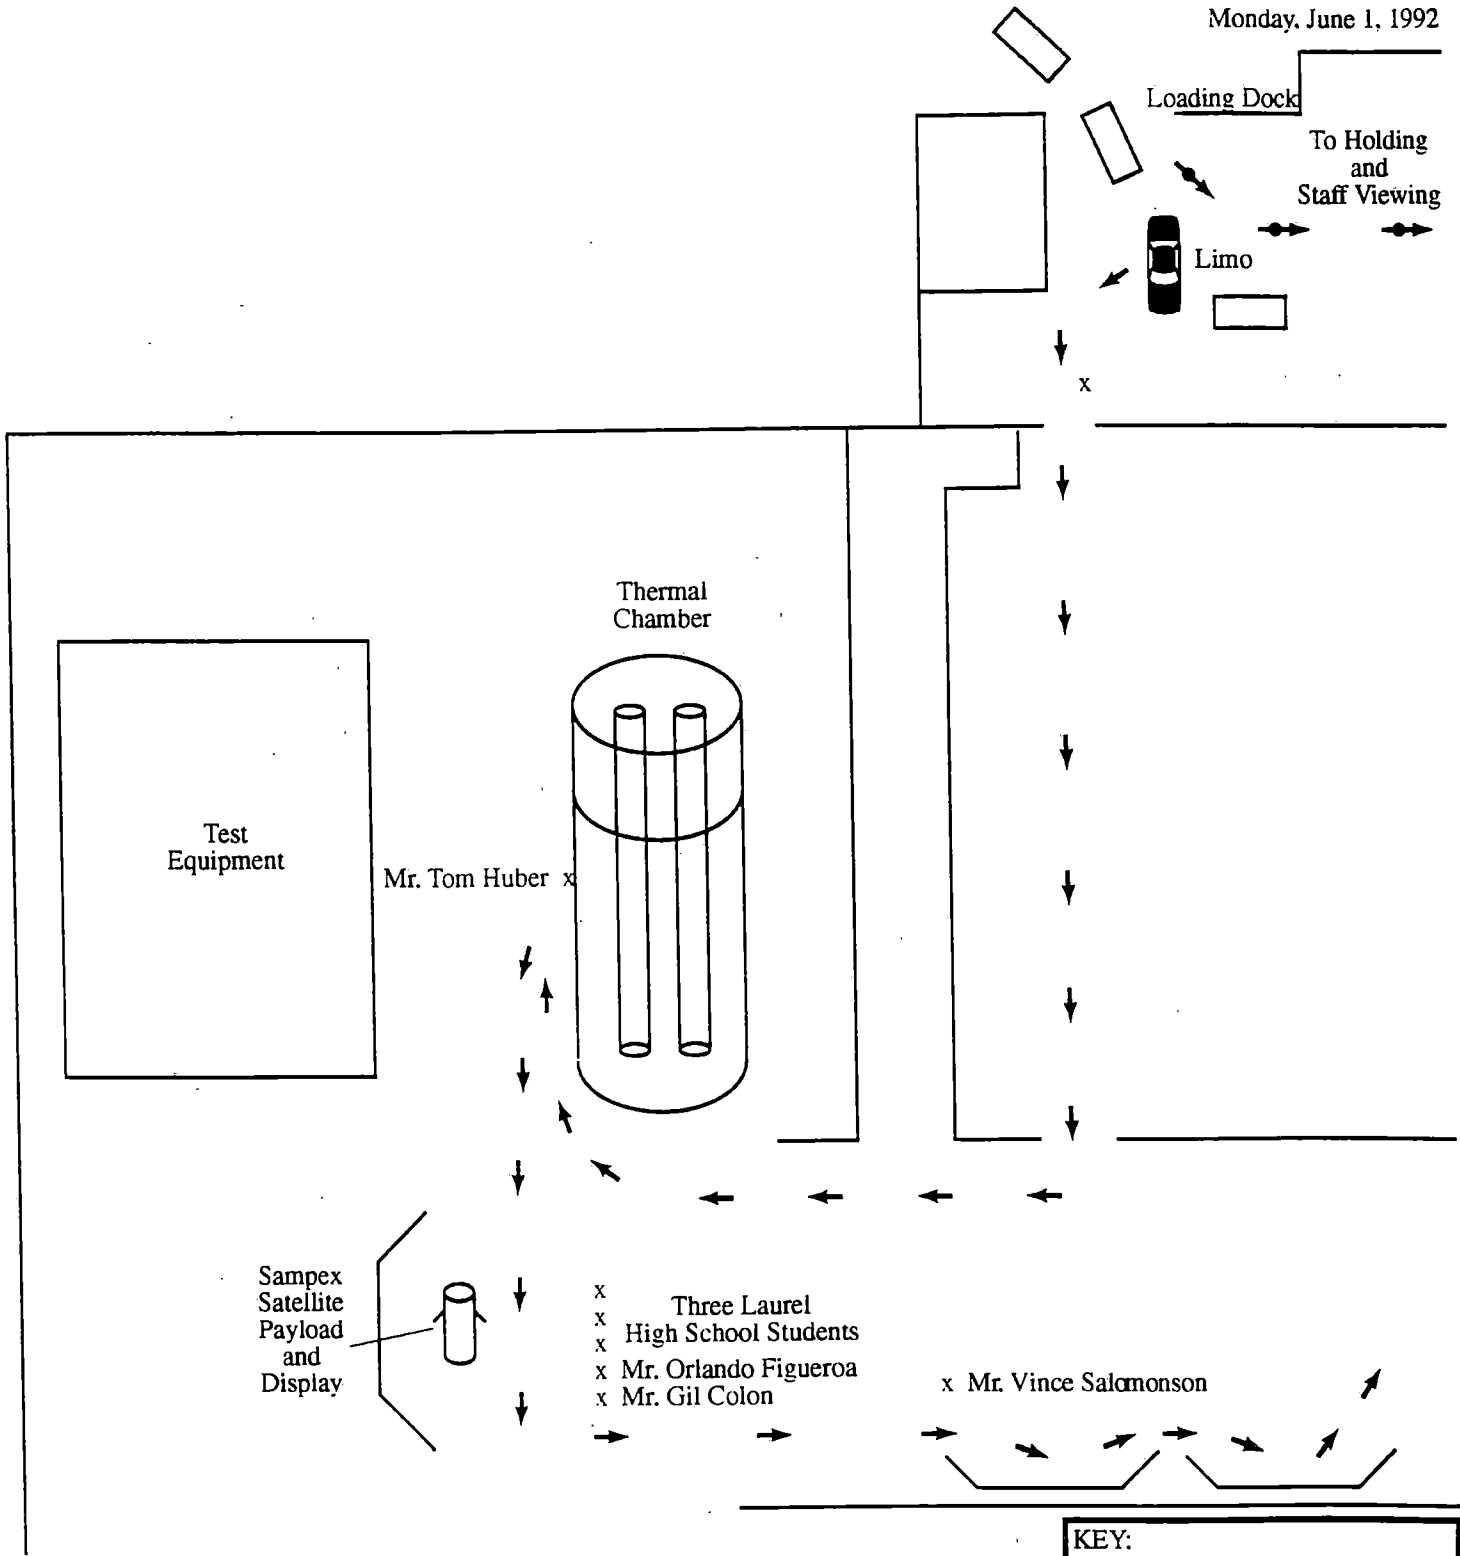 Monday, June 1, 1992
Loading Dock
To Holding
and
Staff Viewing
Limo
x
Thermal
Chamber
Test
Equipment
Mr. Tom Huber x
Sampex
Satellite
Payload
and
Display
x
x
x
Three Laurel
High School Students
x Mr. Orlando Figueroa
x Mr. Gil Colon
x Mr. Vince Salomonson
KEY: